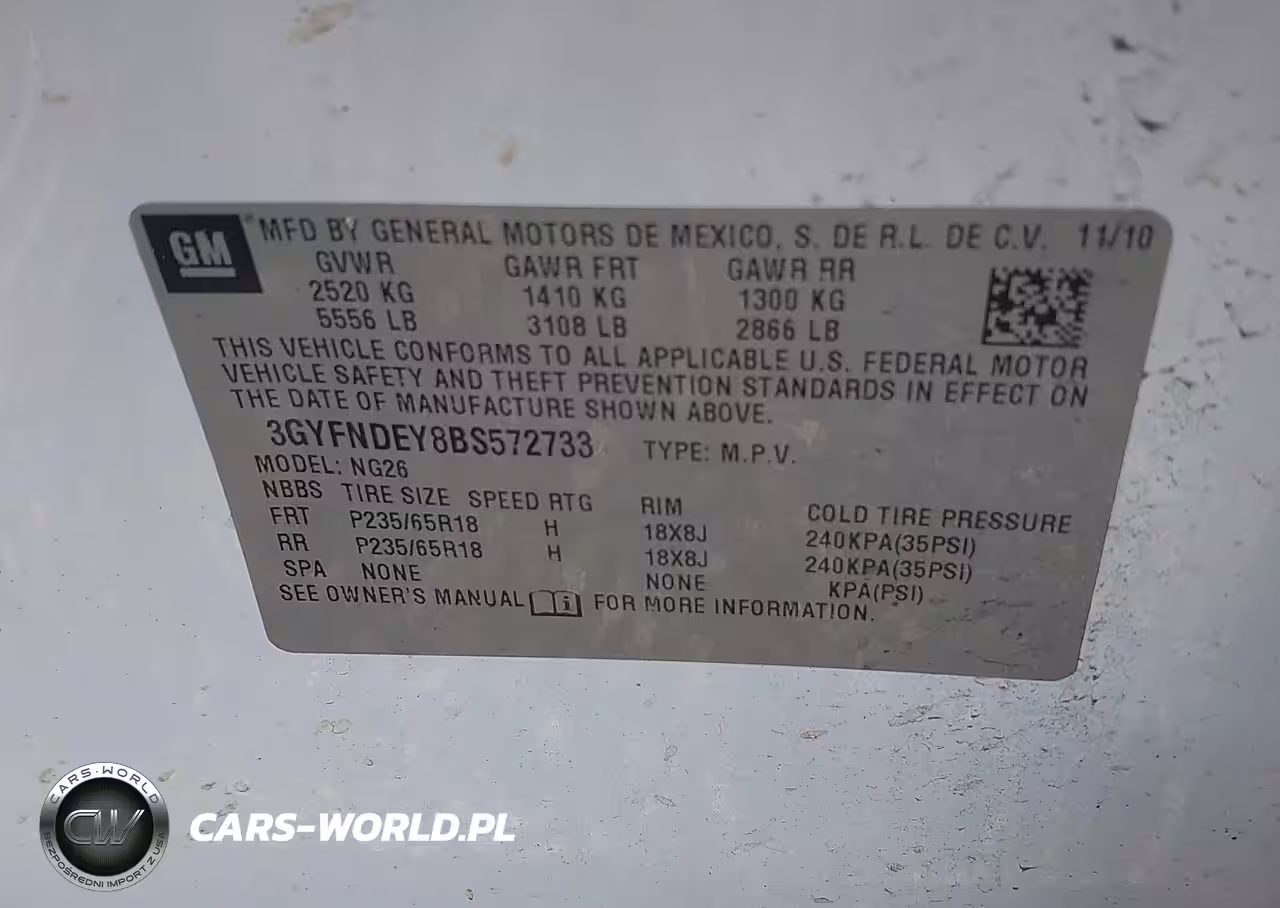 GM
MFD BY GENERAL MOTORS DE MEXICO, S. DE R.L. DE C.V. 11/10
GVWR GAWR FRT GAWR RR
2520 KG 1410 KG 1300 KG
5556 LB 3108 LB 2866 LB
THIS VEHICLE CONFORMS TO ALL APPLICABLE U.S. FEDERAL MOTOR
VEHICLE SAFETY AND THEFT PREVENTION STANDARDS IN EFFECT ON
THE DATE OF MANUFACTURE SHOWN ABOVE.
3GYFNDEY8BS572733 TYPE: M.P.V.
MODEL: NG26
NBBS TIRE SIZE SPEED RTG RIM COLD TIRE PRESSURE
FRT P235/65R18 H 18X8J 240KPA(35PSI)
RR P235/65R18 H 18X8J 240KPA(35PSI)
SPA NONE NONE KPA(PSI)
SEE OWNER'S MANUAL i FOR MORE INFORMATION.
CARS-WORLD
CW
BEZPOŚREDNI IMPORT Z USA
CARS-WORLD.PL